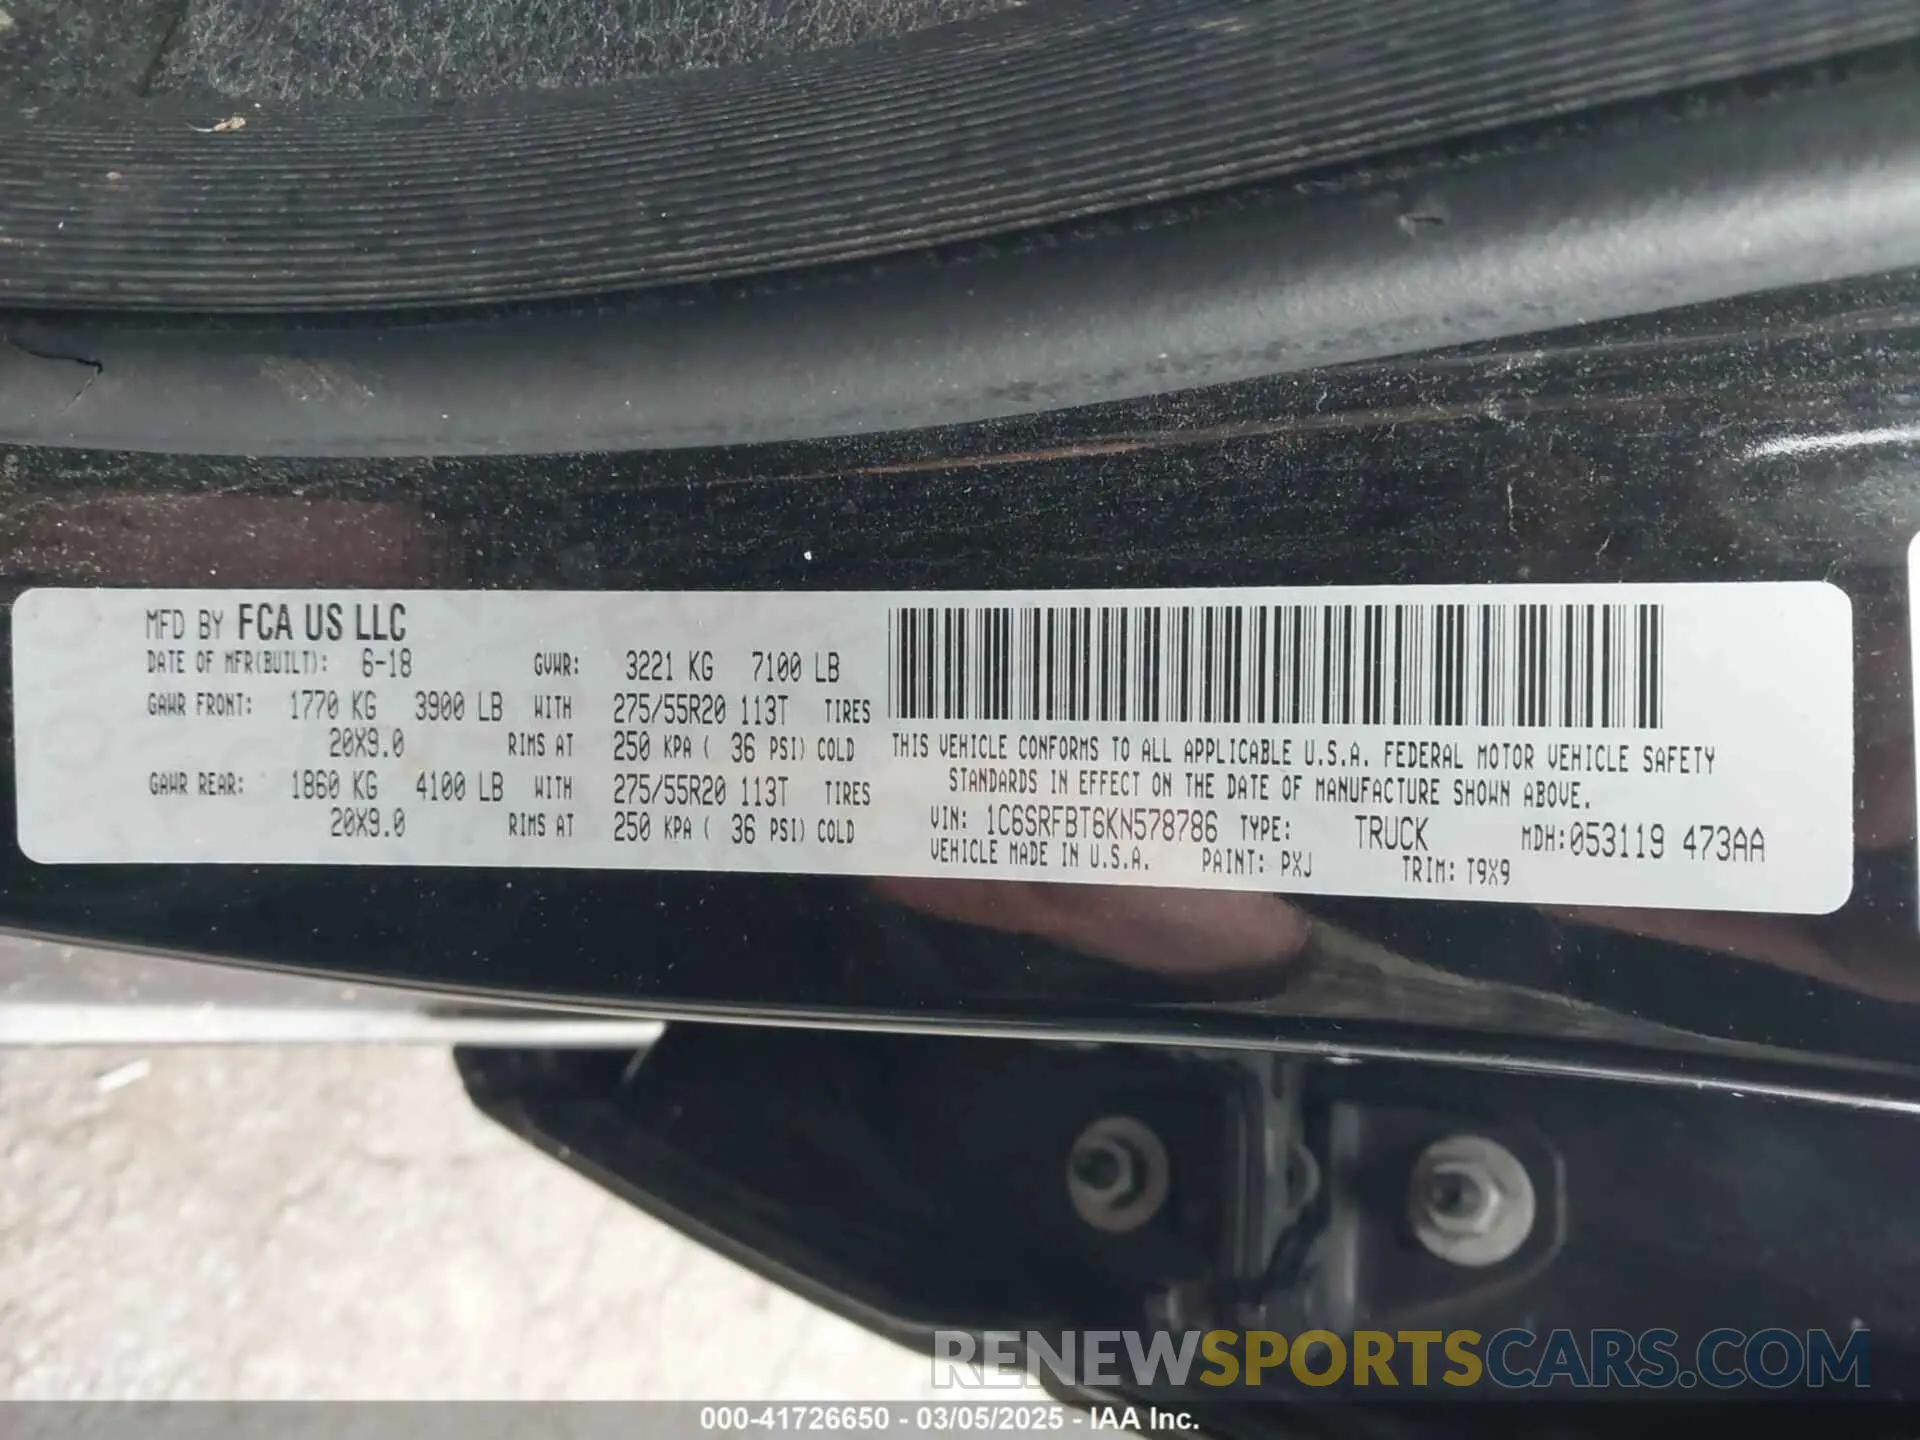 MFD BY FCA US LLC
DATE OF MFR(BUILT): 6-18 GVWR: 3221 KG 7100 LB
GAWR FRONT: 1770 KG 3900 LB WITH 275/55R20 113T TIRES
20X9.0 RIMS AT 250 KPA ( 36 PSI) COLD
GAWR REAR: 1860 KG 4100 LB WITH 275/55R20 113T TIRES
20X9.0 RIMS AT 250 KPA ( 36 PSI) COLD
THIS VEHICLE CONFORMS TO ALL APPLICABLE U.S.A. FEDERAL MOTOR VEHICLE SAFETY
STANDARDS IN EFFECT ON THE DATE OF MANUFACTURE SHOWN ABOVE.
VIN: 1C6SRFBT6KN578786 TYPE: TRUCK MDH:053119 473AA
VEHICLE MADE IN U.S.A. PAINT: PXJ TRIM: T9X9
RENEWSPORTSCARS.COM
000-41726650 - 03/05/2025 - IAA Inc.